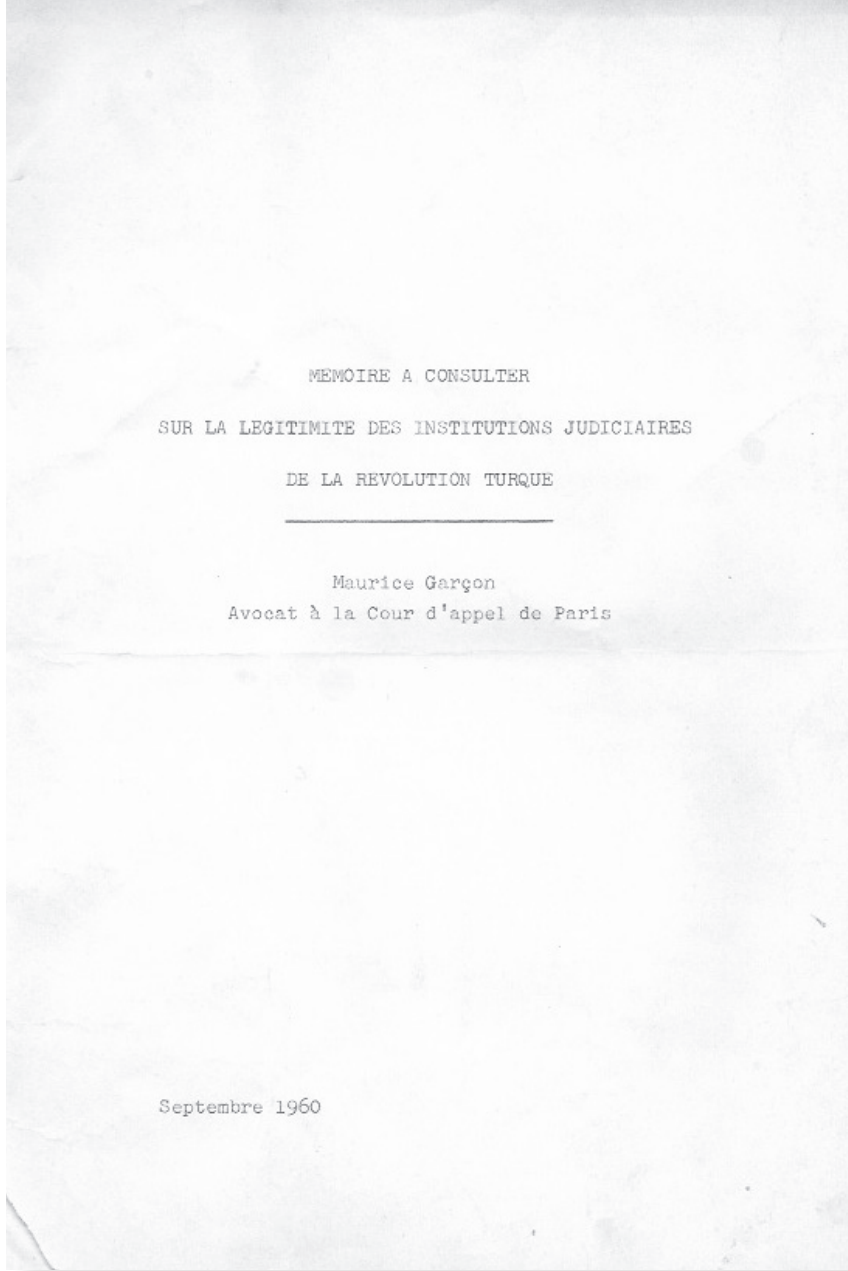 MEMOIRE A CONSULTER
SUR LA LEGITIMITE DES INSTITUTIONS JUDICIAIRES
DE LA REVOLUTION TURQUE
Maurice Garçon
Avocat à la Cour d'appel de Paris
Septembre 1960